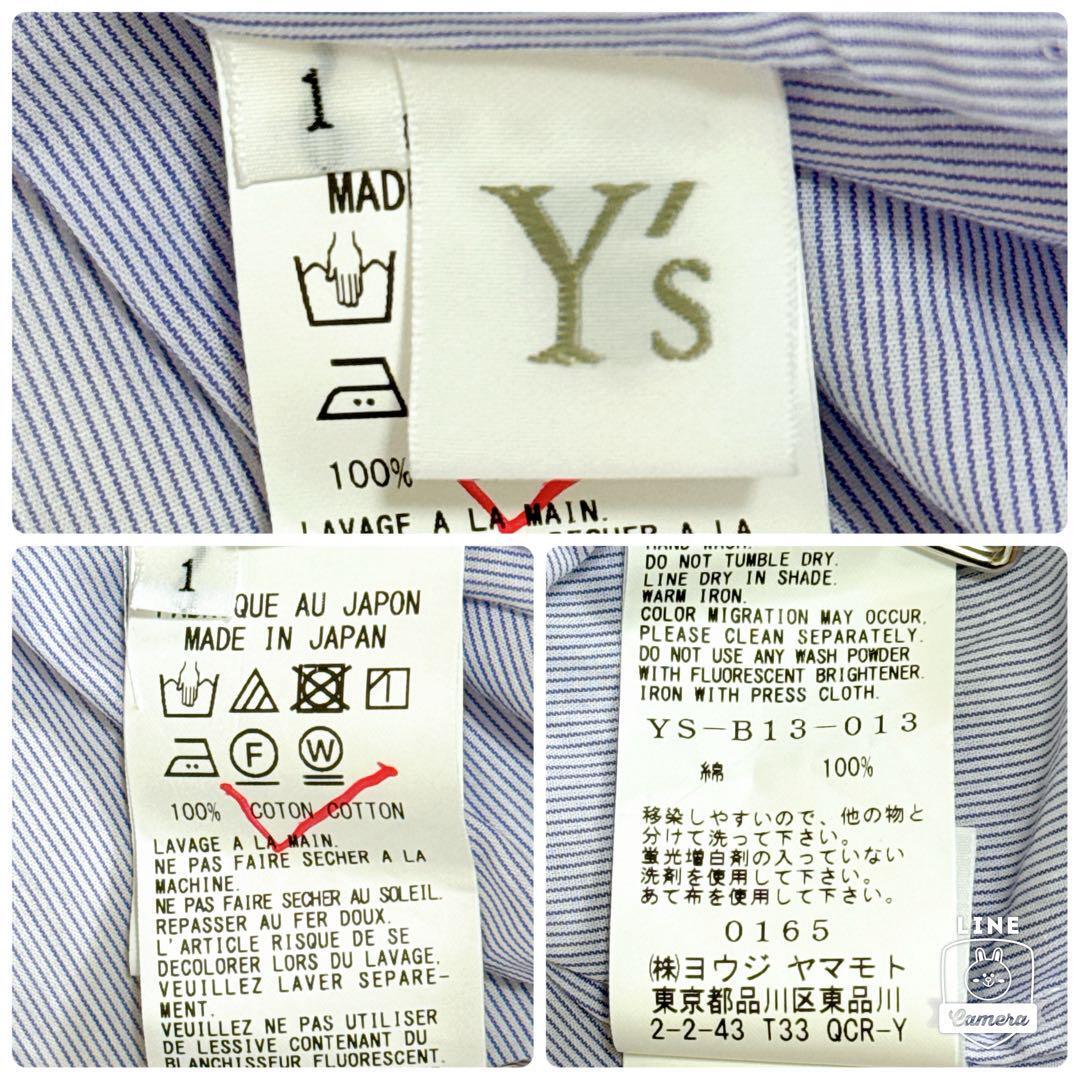 1
MAD
Y's
100%
LAVAGE A LA MAIN.
SECHER A LA
1
QUE AU JAPON
MADE IN JAPAN
F W
100% COTON COTTON
LAVAGE A LA MAIN.
NE PAS FAIRE SECHER A LA
MACHINE.
NE PAS FAIRE SECHER AU SOLEIL.
REPASSER AU FER DOUX.
L'ARTICLE RISQUE DE SE
DECOLORER LORS DU LAVAGE.
VEUILLEZ LAVER SEPARE-
MENT.
VEUILLEZ NE PAS UTILISER
DE LESSIVE CONTENANT DU
BLANCHISSEUR FLUORESCENT.
HAND WASH.
DO NOT TUMBLE DRY.
LINE DRY IN SHADE.
WARM IRON.
COLOR MIGRATION MAY OCCUR,
PLEASE CLEAN SEPARATELY.
DO NOT USE ANY WASH POWDER
WITH FLUORESCENT BRIGHTENER.
IRON WITH PRESS CLOTH.
YS-B13-013
綿 100%
移染しやすいので、他の物と
分けて洗って下さい。
蛍光増白剤の入っていない
洗剤を使用して下さい。
あて布を使用して下さい。
0165
㈱ヨウジ ヤマモト
東京都品川区東品川
2-2-43 T33 QCR-Y
LINE
Camera